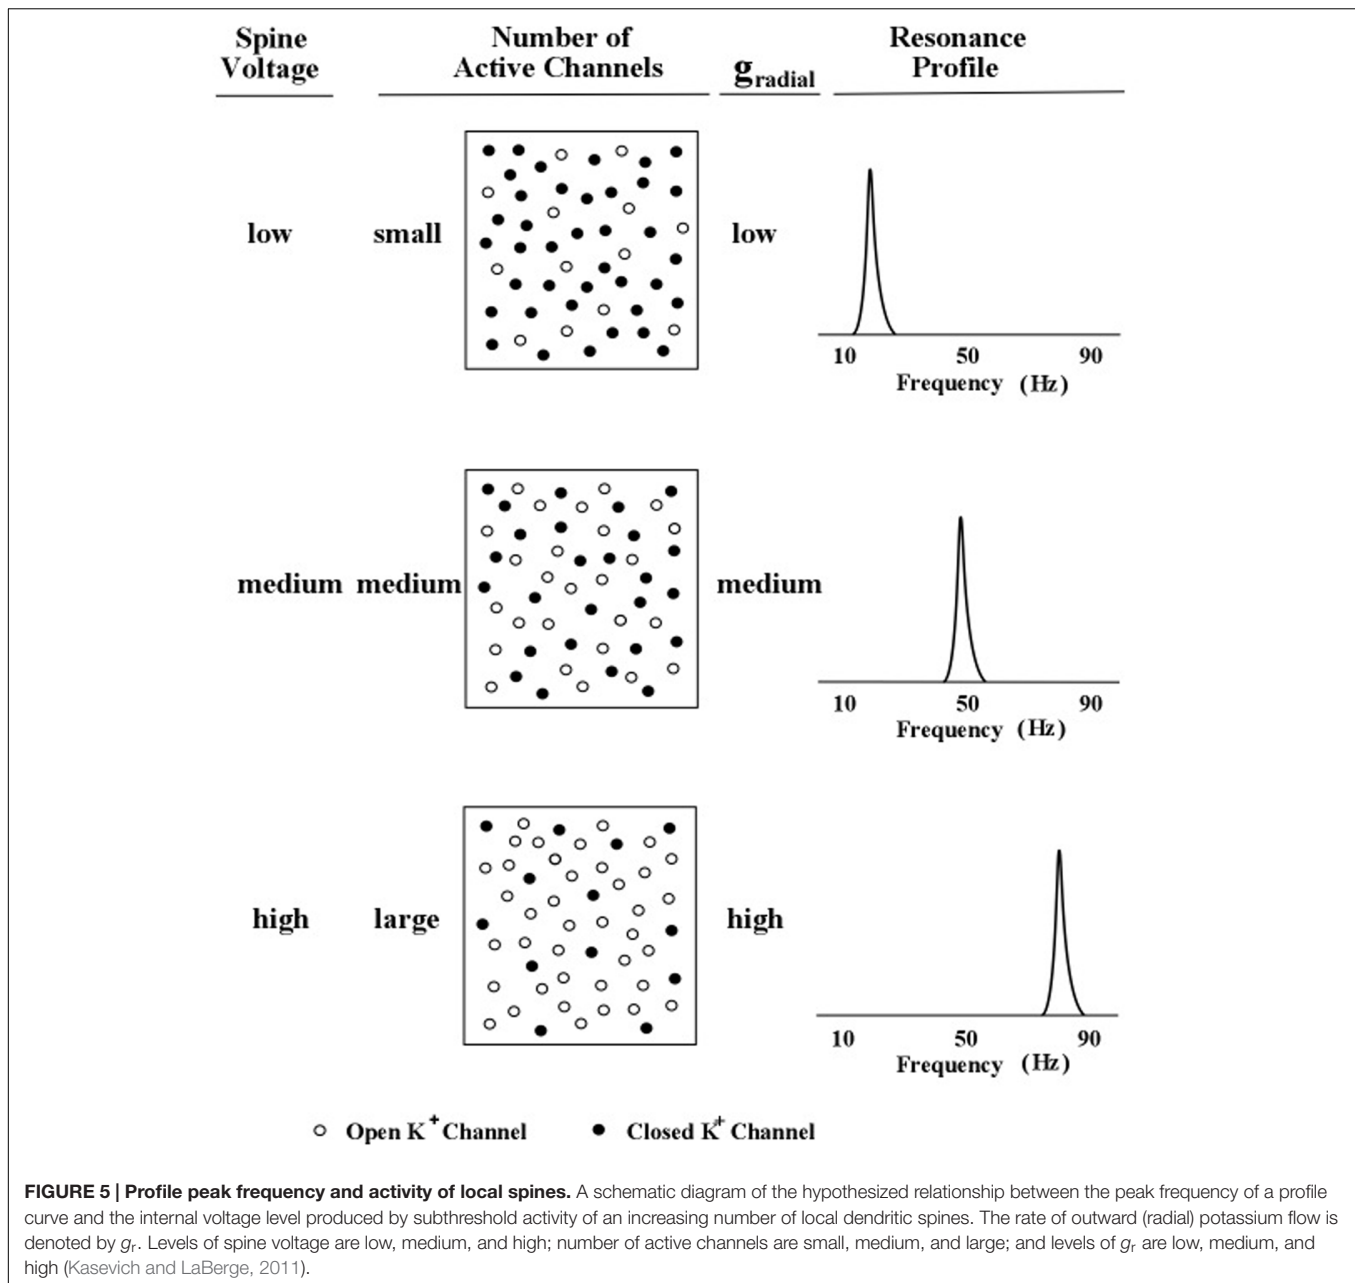 Spine Voltage
Number of Active Channels
gradial
Resonance Profile
low
small
low
10 50 90
Frequency (Hz)
medium
medium
medium
10 50 90
Frequency (Hz)
high
large
high
10 50 90
Frequency (Hz)
Open K+ Channel
Closed K+ Channel
FIGURE 5 | Profile peak frequency and activity of local spines. A schematic diagram of the hypothesized relationship between the peak frequency of a profile
curve and the internal voltage level produced by subthreshold activity of an increasing number of local dendritic spines. The rate of outward (radial) potassium flow is
denoted by gr. Levels of spine voltage are low, medium, and high; number of active channels are small, medium, and large; and levels of gr are low, medium, and
high (Kasevich and LaBerge, 2011).